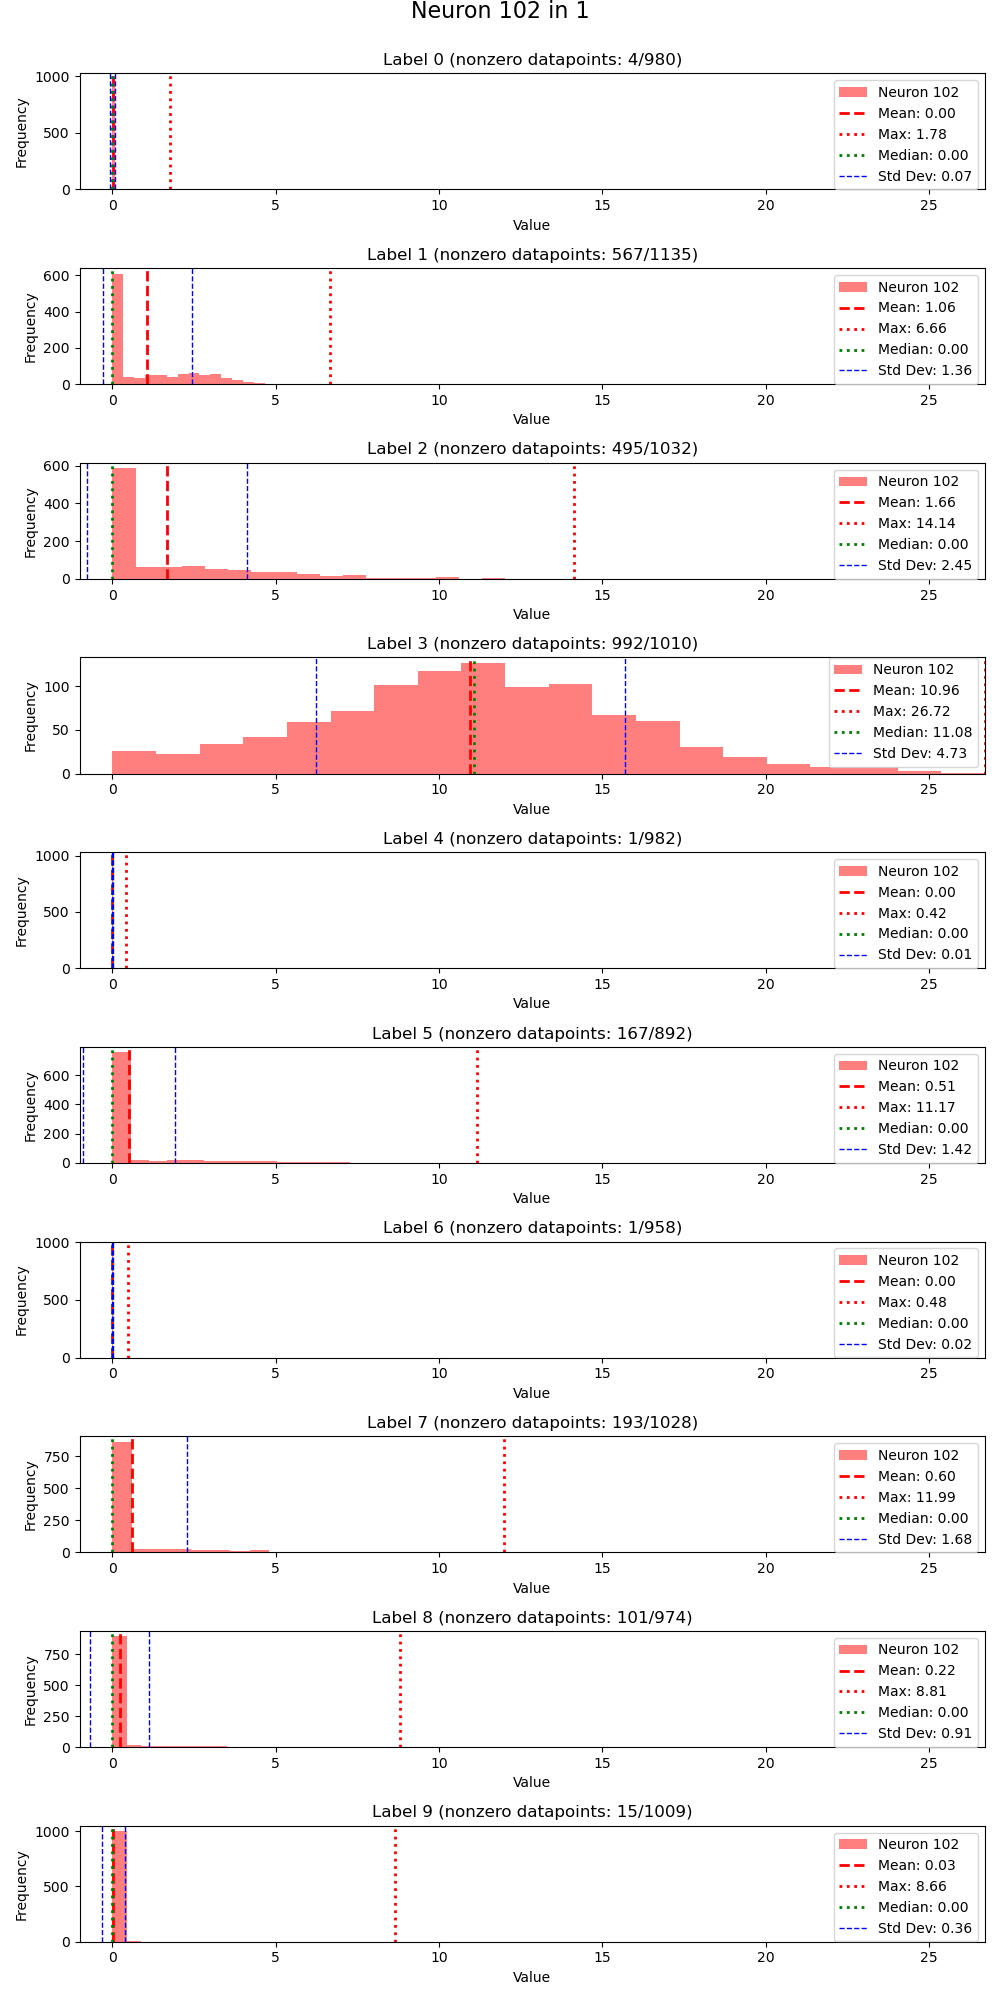 Neuron 102 in 1
Label 0 (nonzero datapoints: 4/980)
1000
500
0
Frequency
Neuron 102
Mean: 0.00
Max: 1.78
Median: 0.00
Std Dev: 0.07
0 5 10 15 20 25
Value
Label 1 (nonzero datapoints: 567/1135)
600
400
200
0
Frequency
Neuron 102
Mean: 1.06
Max: 6.66
Median: 0.00
Std Dev: 1.36
0 5 10 15 20 25
Value
Label 2 (nonzero datapoints: 495/1032)
600
400
200
0
Frequency
Neuron 102
Mean: 1.66
Max: 14.14
Median: 0.00
Std Dev: 2.45
0 5 10 15 20 25
Value
Label 3 (nonzero datapoints: 992/1010)
100
50
0
Frequency
Neuron 102
Mean: 10.96
Max: 26.72
Median: 11.08
Std Dev: 4.73
0 5 10 15 20 25
Value
Label 4 (nonzero datapoints: 1/982)
1000
500
0
Frequency
Neuron 102
Mean: 0.00
Max: 0.42
Median: 0.00
Std Dev: 0.01
0 5 10 15 20 25
Value
Label 5 (nonzero datapoints: 167/892)
600
400
200
0
Frequency
Neuron 102
Mean: 0.51
Max: 11.17
Median: 0.00
Std Dev: 1.42
0 5 10 15 20 25
Value
Label 6 (nonzero datapoints: 1/958)
1000
500
0
Frequency
Neuron 102
Mean: 0.00
Max: 0.48
Median: 0.00
Std Dev: 0.02
0 5 10 15 20 25
Value
Label 7 (nonzero datapoints: 193/1028)
750
500
250
0
Frequency
Neuron 102
Mean: 0.60
Max: 11.99
Median: 0.00
Std Dev: 1.68
0 5 10 15 20 25
Value
Label 8 (nonzero datapoints: 101/974)
750
500
250
0
Frequency
Neuron 102
Mean: 0.22
Max: 8.81
Median: 0.00
Std Dev: 0.91
0 5 10 15 20 25
Value
Label 9 (nonzero datapoints: 15/1009)
1000
500
0
Frequency
Neuron 102
Mean: 0.03
Max: 8.66
Median: 0.00
Std Dev: 0.36
0 5 10 15 20 25
Value